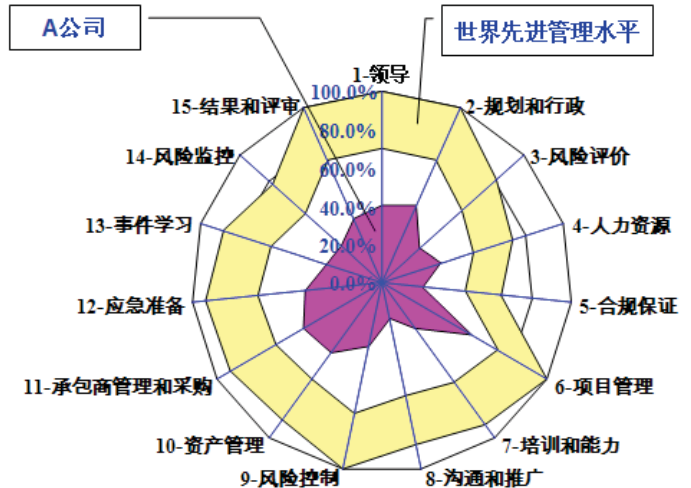 A公司
世界先进管理水平
1-领导
100.0%
15-结果和评审
2-规划和行政
80.0%
14-风险监控
3-风险评价
60.0%
40.0%
13-事件学习
4-人力资源
20.0%
0.0%
12-应急准备
5-合规保证
11-承包商管理和采购
6-项目管理
10-资产管理
7-培训和能力
9-风险控制
8-沟通和推广